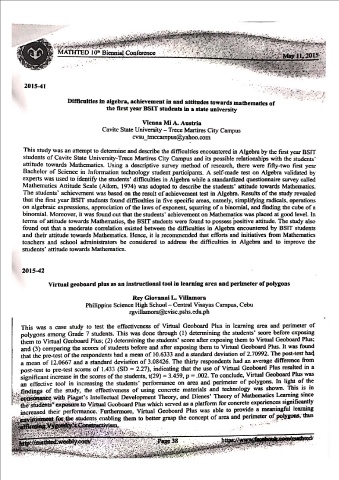 MATHTED 10th Biennial Conference
May 11, 2015
2015-41
Difficulties in algebra, achievement in and attitudes towards mathematics of
the first year BSIT students in a state university
Vienna Mi A. Austria
Cavite State University – Trece Martires City Campus
cvsu_tmccampus@yahoo.com
This study was an attempt to determine and describe the difficulties encountered in Algebra by the first year BSIT
students of Cavite State University-Trece Martires City Campus and its possible relationships with the students'
attitude towards Mathematics. Using a descriptive survey method of research, there were fifty-two first year
Bachelor of Science in Information technology student participants. A self-made test on Algebra validated by
experts was used to identify the students' difficulties in Algebra while a standardized questionnaire survey called
Mathematics Attitude Scale (Aiken, 1974) was adopted to describe the students' attitude towards Mathematics.
The students' achievement was based on the result of achievement test in Algebra. Results of the study revealed
that the first year BSIT students found difficulties in five specific areas, namely, simplifying radicals, operations
on algebraic expressions, appreciation of the laws of exponent, squaring of a binomial, and finding the cube of a
binomial. Moreover, it was found out that the students' achievement on Mathematics was placed at good level. In
terms of attitude towards Mathematics, the BSIT students were found to possess positive attitude. The study also
found out that a moderate correlation existed between the difficulties in Algebra encountered by BSIT students
and their attitude towards Mathematics. Hence, it is recommended that efforts and initiatives from Mathematics
teachers and school administrators be considered to address the difficulties in Algebra and to improve the
students' attitude towards Mathematics.
2015-42
Virtual geoboard plus as an instructional tool in learning area and perimeter of polygons
Rey Giovanni L. Villamora
Philippine Science High School – Central Visayas Campus, Cebu
rgvillamora@cvisc.pshs.edu.ph
This was a case study to test the effectiveness of Virtual Geoboard Plus in learning area and perimeter of
polygons among Grade 7 students. This was done through (1) determining the students' score before exposing
them to Virtual Geoboard Plus; (2) determining the students' score after exposing them to Virtual Geoboard Plus;
and (3) comparing the scores of students before and after exposing them to Virtual Geoboard Plus. It was found
that the pre-test of the respondents had a mean of 10.6333 and a standard deviation of 2.70992. The post-test had
a mean of 12.0667 and a standard deviation of 3.08426. The thirty respondents had an average difference from
post-test to pre-test scores of 1.433 (SD = 2.27), indicating that the use of Virtual Geoboard Plus resulted in a
significant increase in the scores of the students, t(29) = 3.459, p = .002. To conclude, Virtual Geoboard Plus was
an effective tool in increasing the students' performance on area and perimeter of polygons. In light of the
findings of the study, the effectiveness of using concrete materials and technology was shown. This is in
consonance with Piaget's Intellectual Development Theory, and Dienes' Theory of Mathematics Learning since
the students' exposure to Virtual Geoboard Plus which served as a platform for concrete experiences significantly
increased their performance. Furthermore, Virtual Geoboard Plus was able to provide a meaningful learning
environment for the students enabling them to better grasp the concept of area and perimeter of polygons, thus
Constructivism.
Page 38